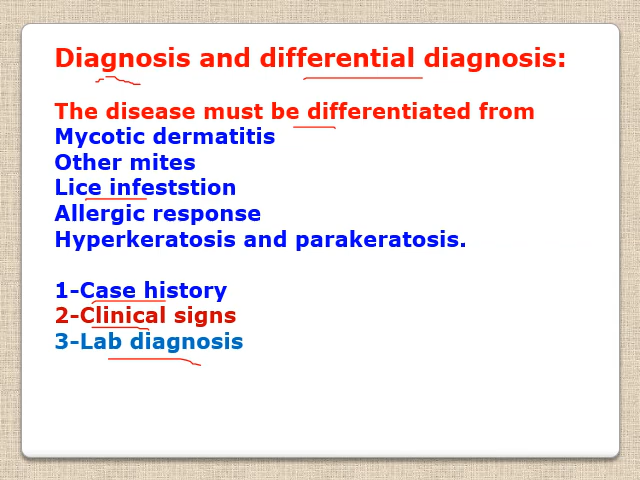 Diagnosis and differential diagnosis:
The disease must be differentiated from
Mycotic dermatitis
Other mites
Lice infeststion
Allergic response
Hyperkeratosis and parakeratosis.
1-Case history
2-Clinical signs
3-Lab diagnosis